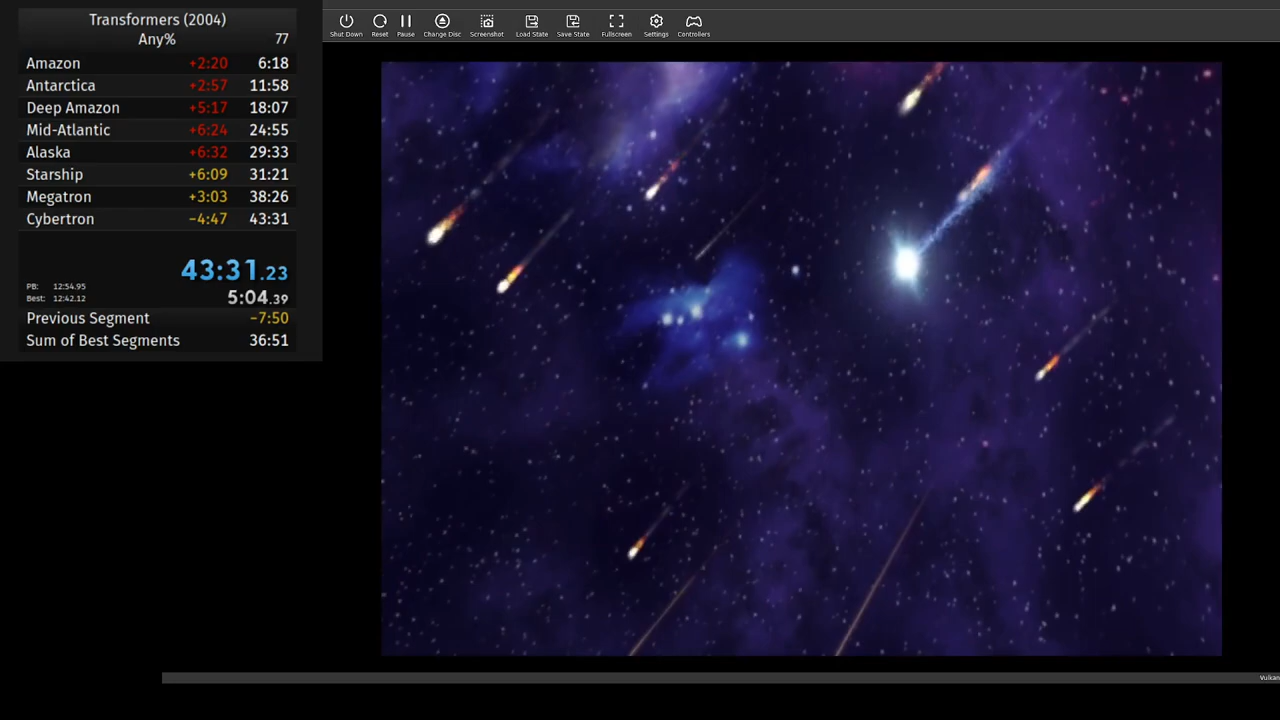 Transformers (2004)
Any% 77
Amazon +2:20 6:18
Antarctica +2:57 11:58
Deep Amazon +5:17 18:07
Mid-Atlantic +6:24 24:55
Alaska +6:32 29:33
Starship +6:09 31:21
Megatron +3:03 38:26
Cybertron −4:47 43:31
43:31.23
PB: 12:54.95
Best: 12:42.12
5:04.39
Previous Segment −7:50
Sum of Best Segments 36:51
Shut Down Reset Pause Change Disc Screenshot Load State Save State Fullscreen Settings Controllers
Vulkan